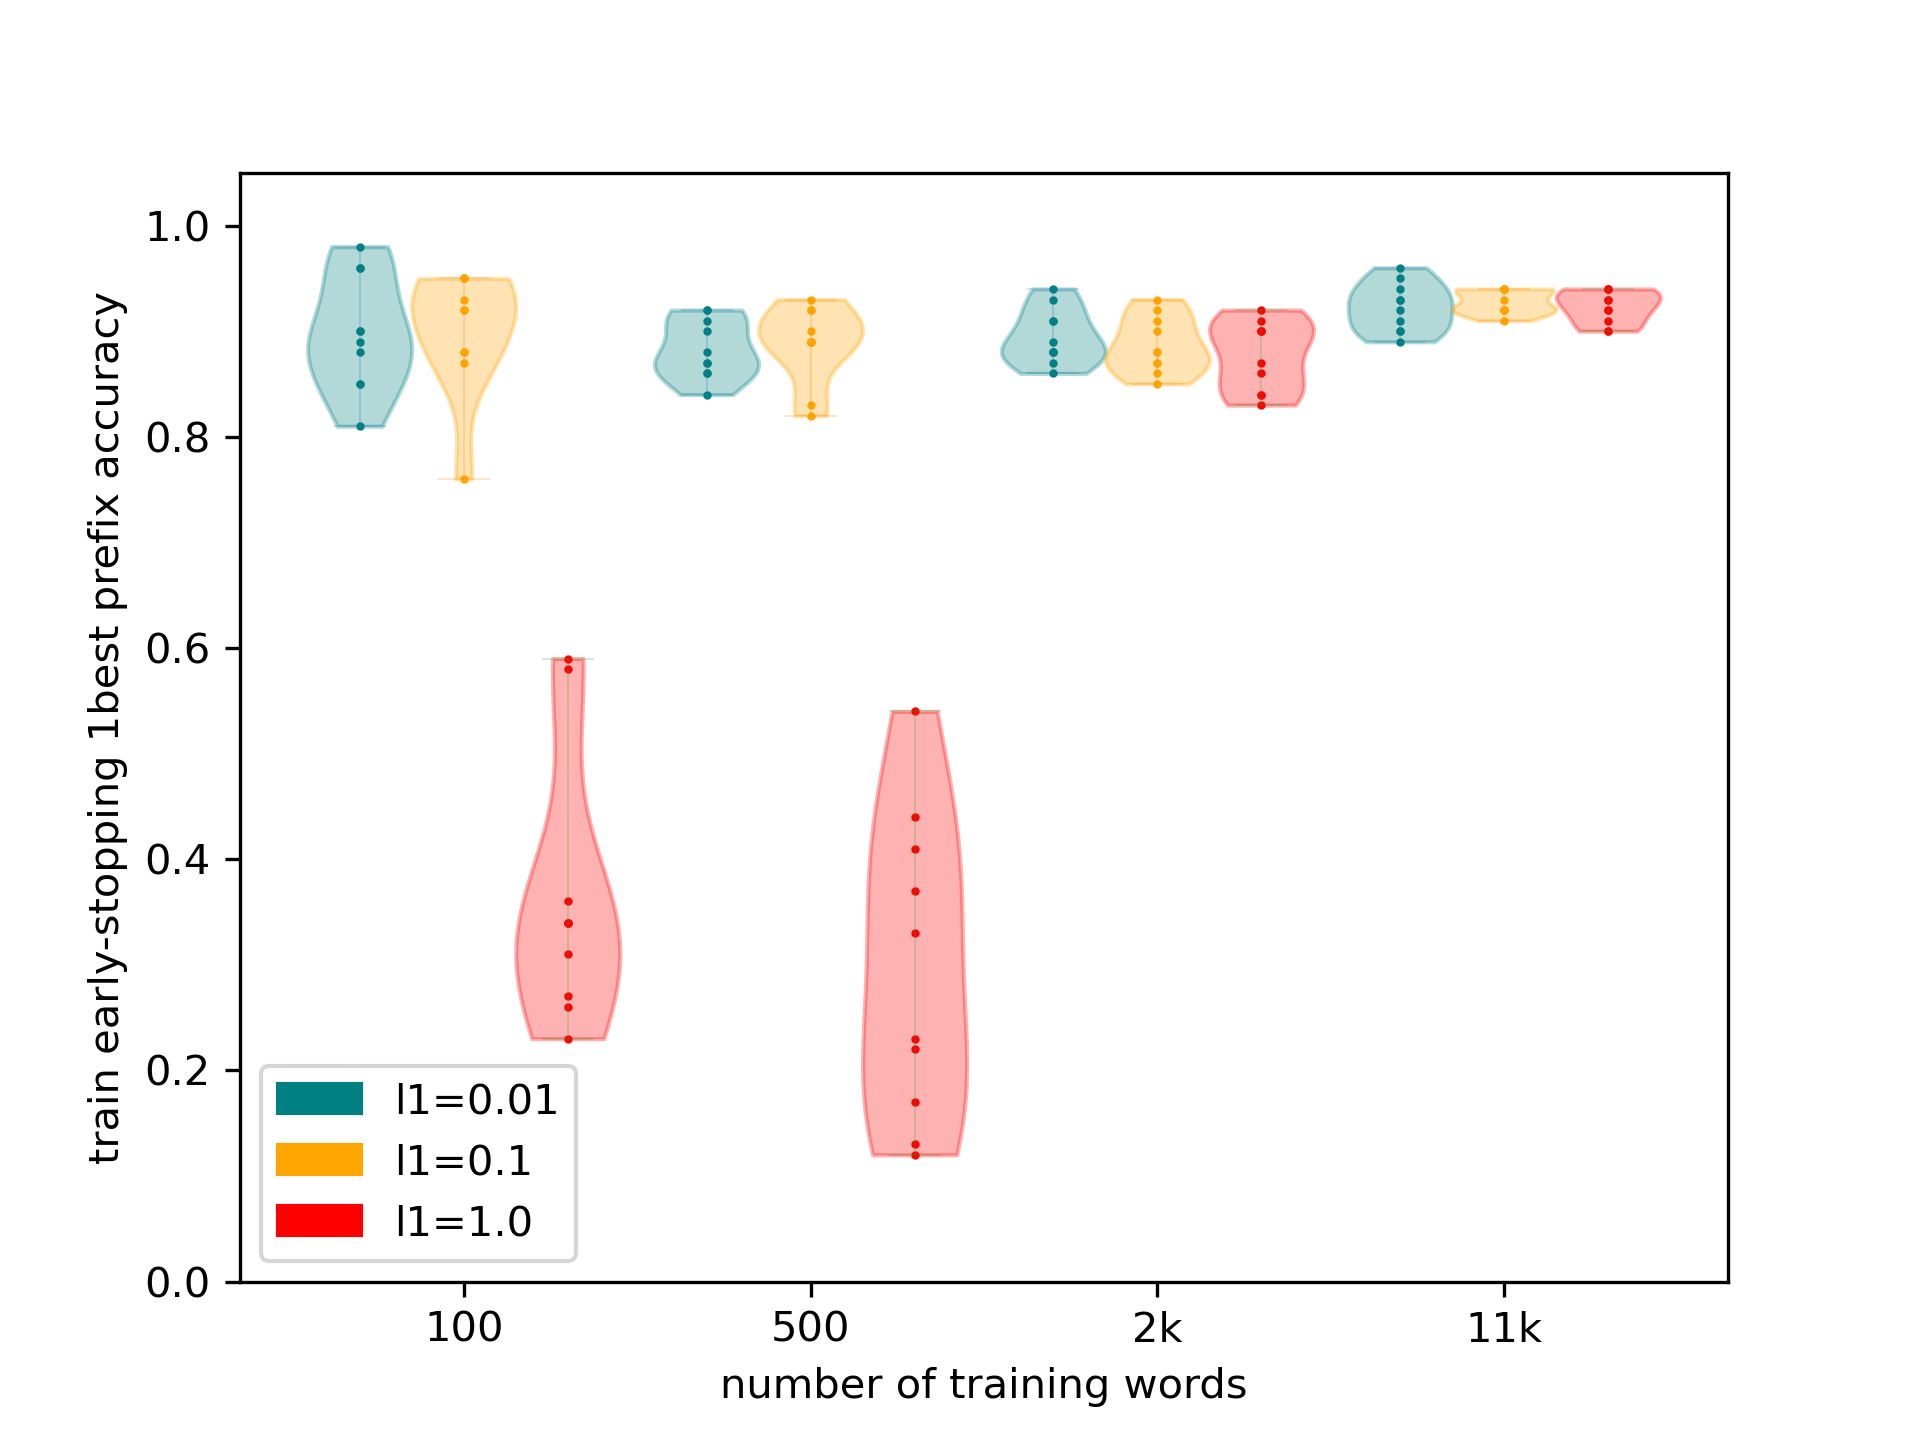 train early-stopping 1best prefix accuracy
1.0
0.8
0.6
0.4
0.2
0.0
l1=0.01
l1=0.1
l1=1.0
100 500 2k 11k
number of training words